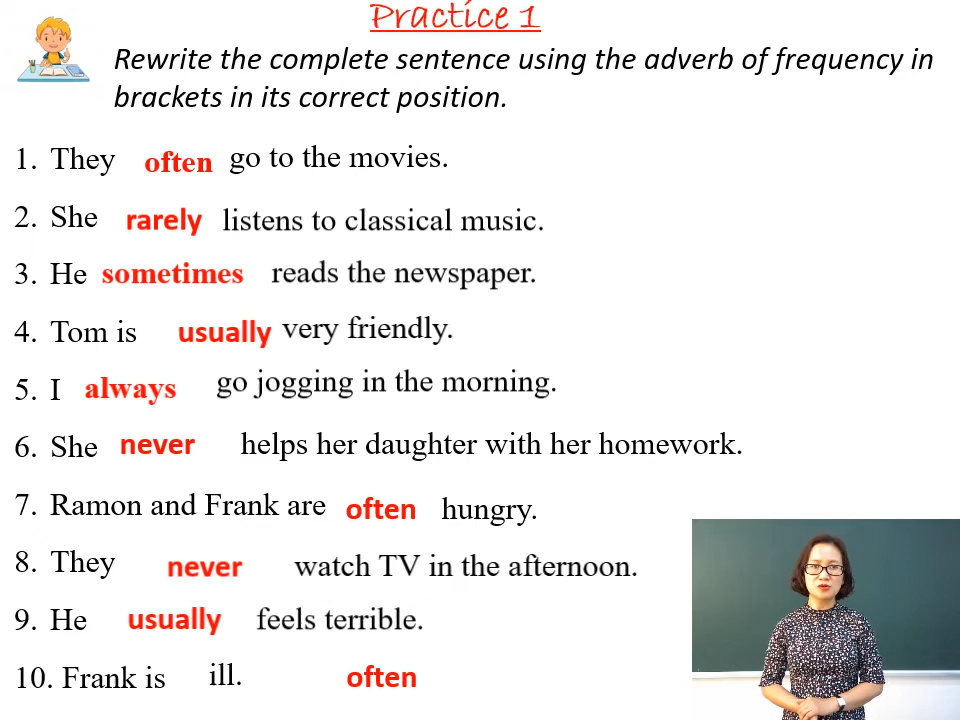 Practice 1
Rewrite the complete sentence using the adverb of frequency in
brackets in its correct position.
1. They often go to the movies.
2. She rarely listens to classical music.
3. He sometimes reads the newspaper.
4. Tom is usually very friendly.
5. I always go jogging in the morning.
6. She never helps her daughter with her homework.
7. Ramon and Frank are often hungry.
8. They never watch TV in the afternoon.
9. He usually feels terrible.
10. Frank is ill. often